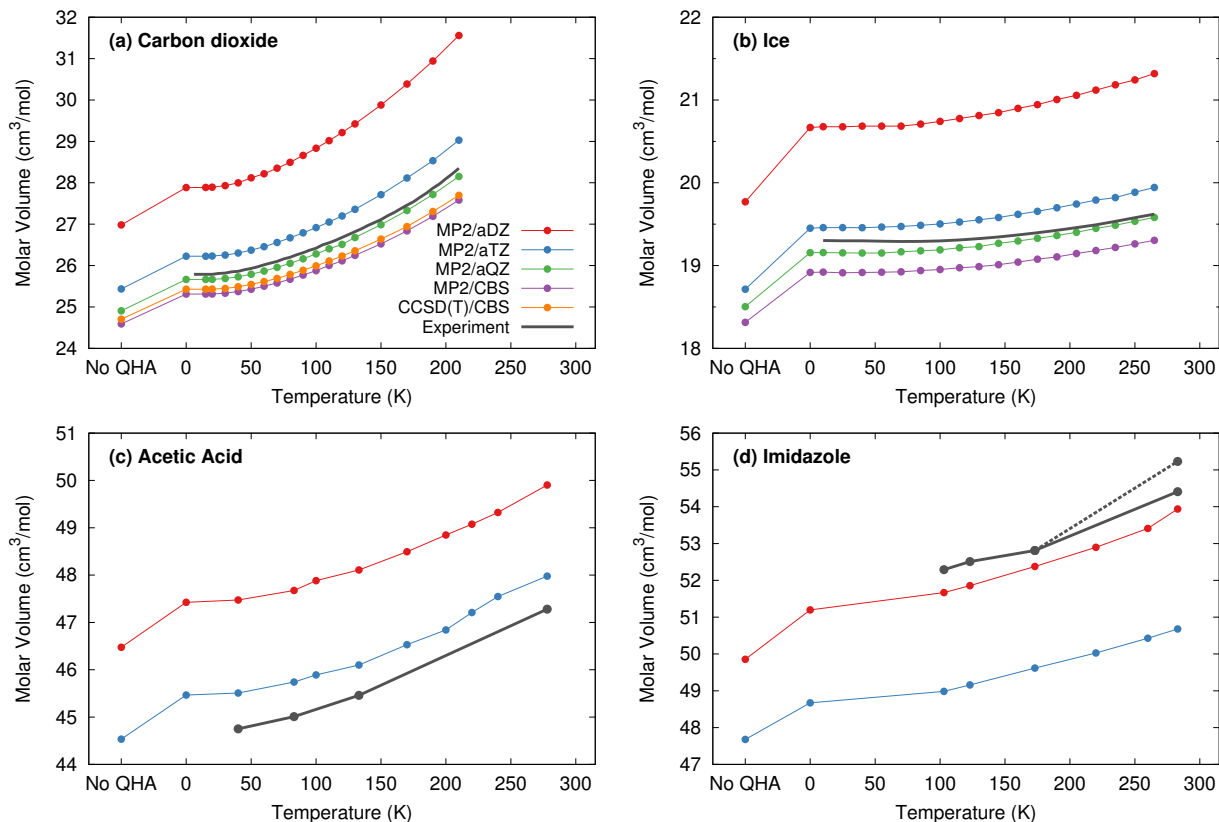 (a) Carbon dioxide
Molar Volume (cm³/mol)
32
31
30
29
28
27
26
25
24
MP2/aDZ
MP2/aTZ
MP2/aQZ
MP2/CBS
CCSD(T)/CBS
Experiment
No QHA 0 50 100 150 200 250 300
Temperature (K)
(b) Ice
Molar Volume (cm³/mol)
22
21
20
19
18
No QHA 0 50 100 150 200 250 300
Temperature (K)
(c) Acetic Acid
Molar Volume (cm³/mol)
51
50
49
48
47
46
45
44
No QHA 0 50 100 150 200 250 300
Temperature (K)
(d) Imidazole
Molar Volume (cm³/mol)
56
55
54
53
52
51
50
49
48
47
No QHA 0 50 100 150 200 250 300
Temperature (K)